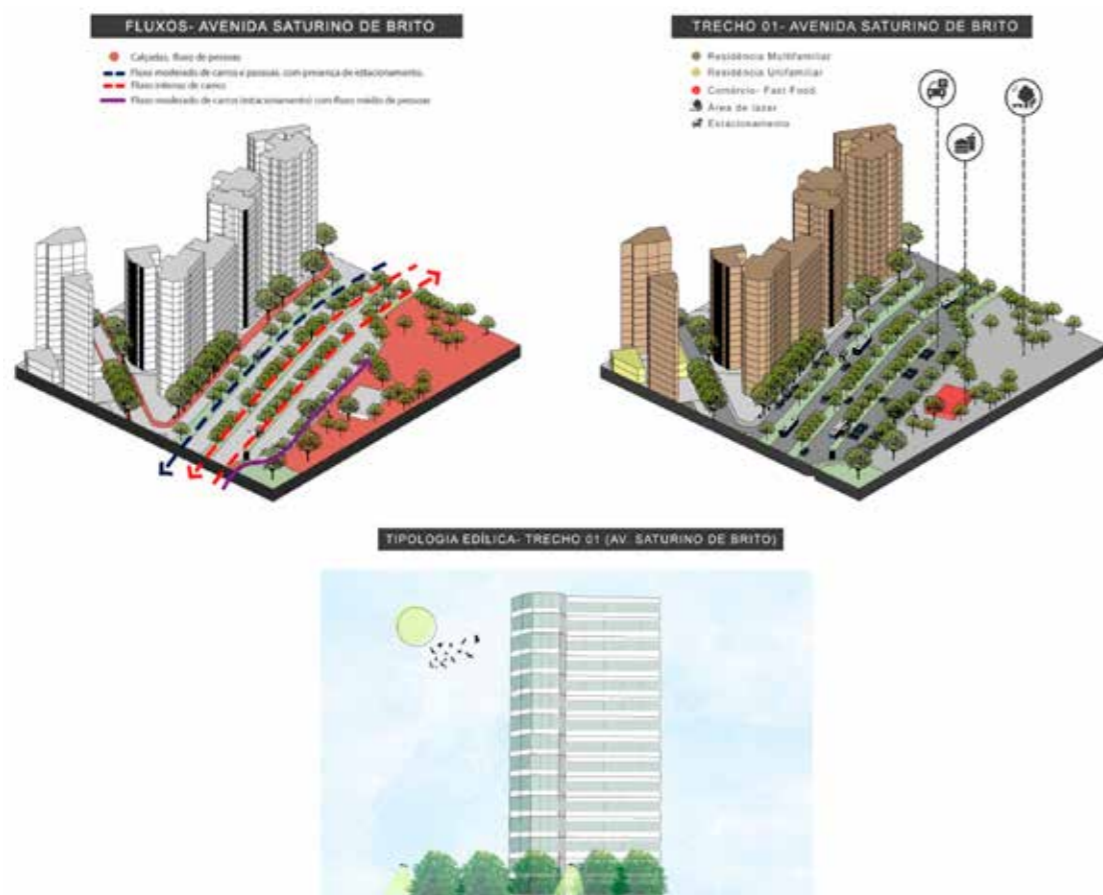 FLUXOS- AVENIDA SATURINO DE BRITO
Calçadas, fluxo de pessoas
Fluxo moderado de carros e pessoas, com presença de estacionamento.
Fluxo intenso de carros
Fluxo moderado de carros (estacionamento) com fluxo médio de pessoas
TRECHO 01- AVENIDA SATURINO DE BRITO
Residência Multifamiliar
Residência Unifamiliar
Comércio- Fast Food
Área de lazer
Estacionamento
TIPOLOGIA EDÍLICA- TRECHO 01 (AV. SATURINO DE BRITO)